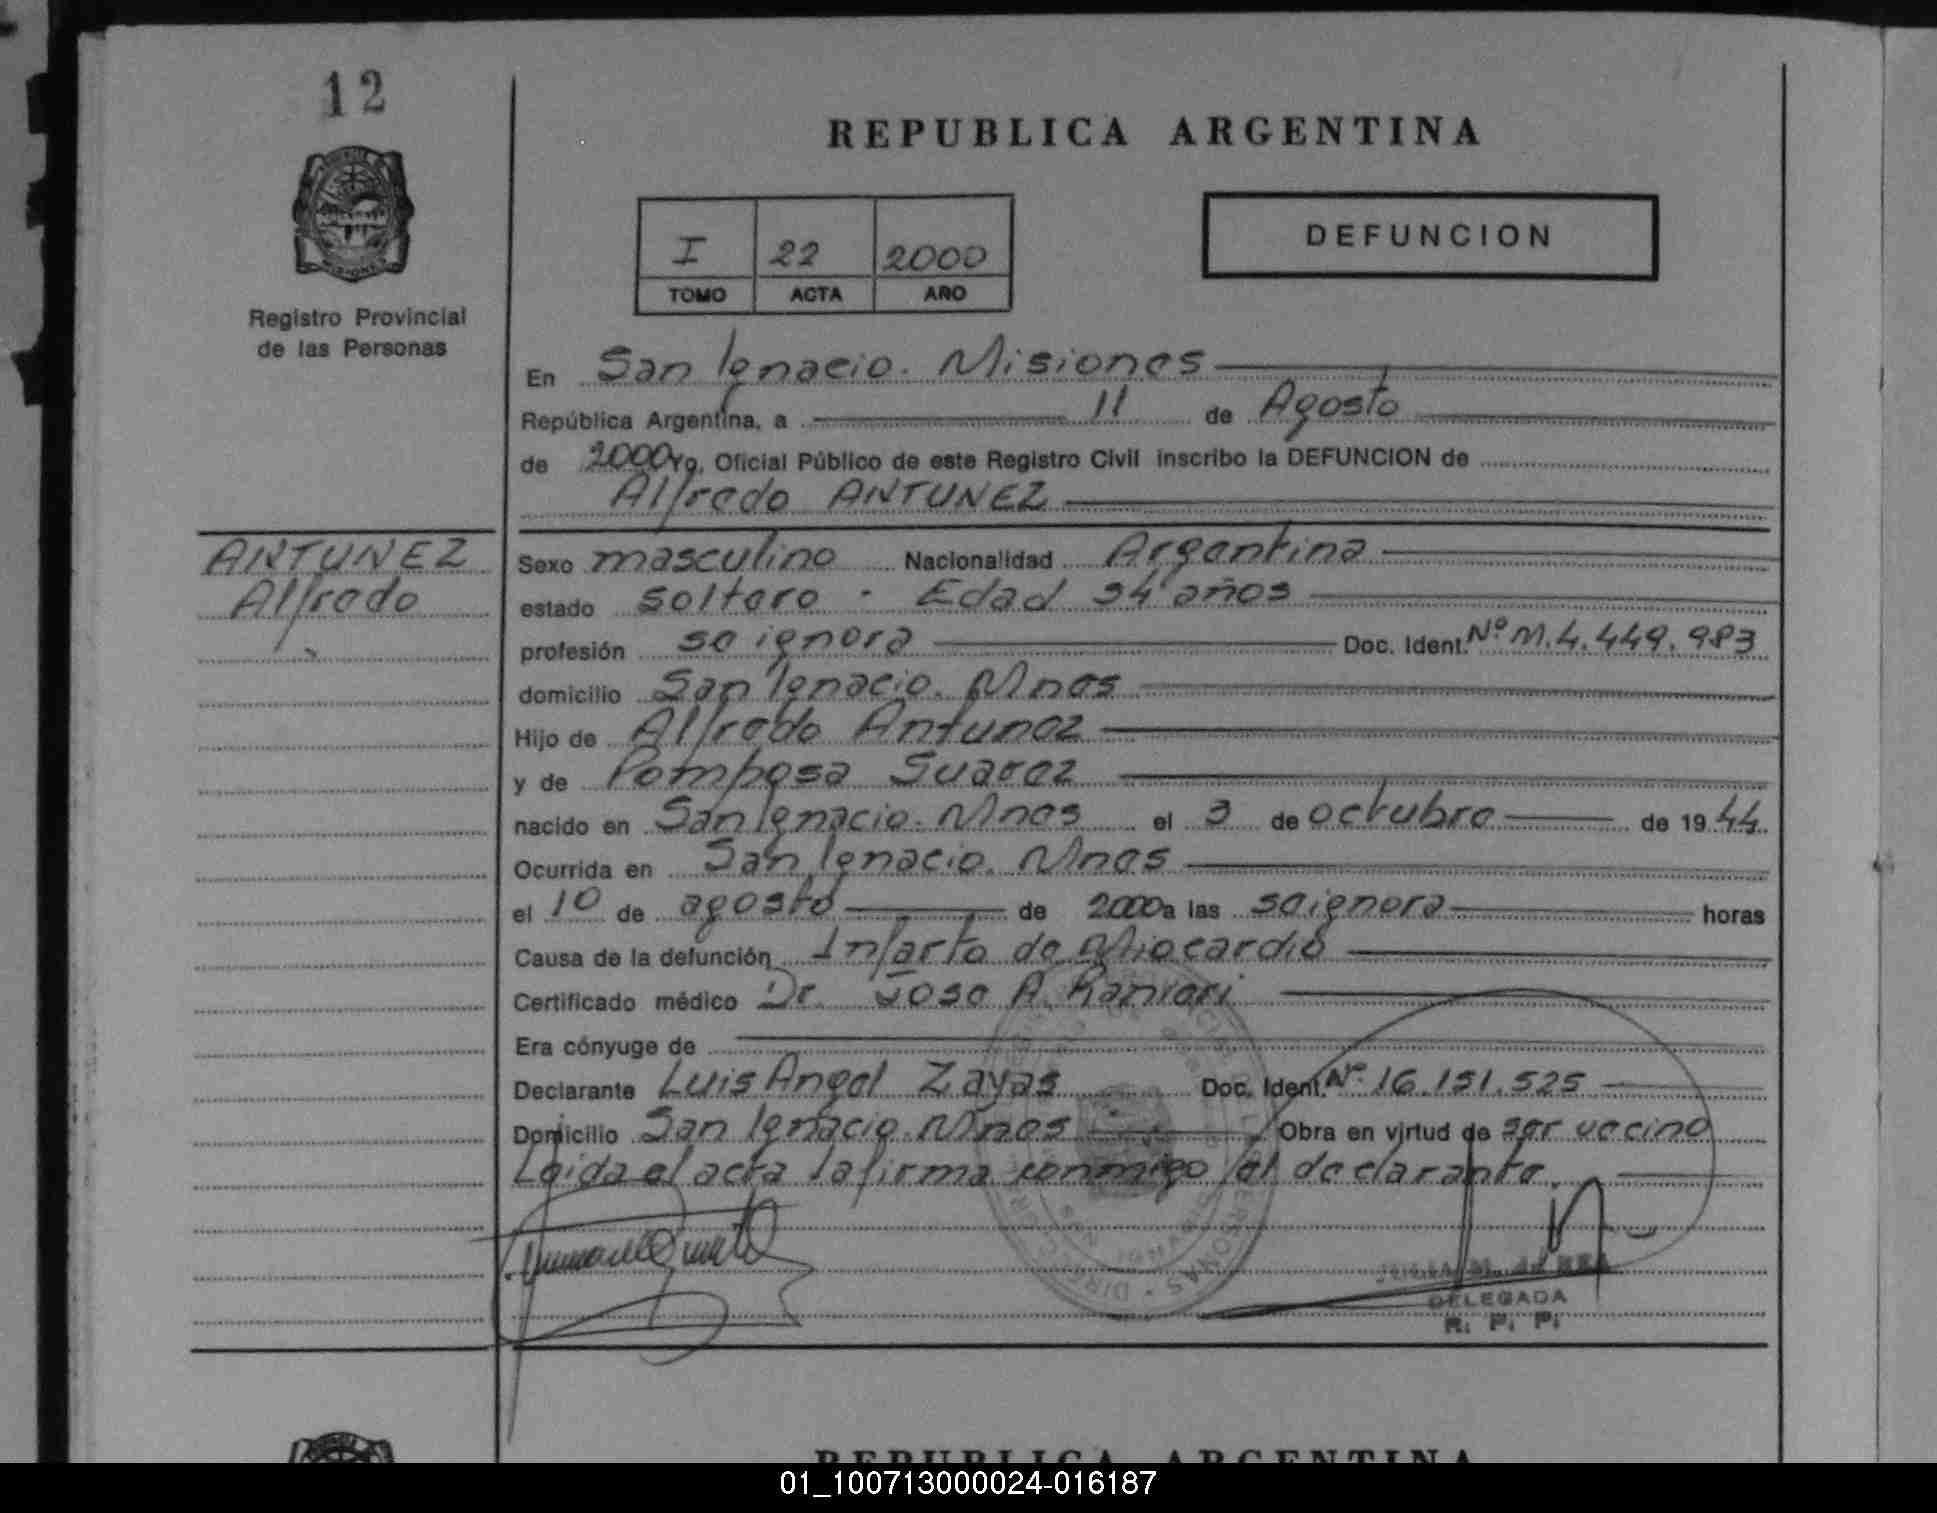 12
REPUBLICA ARGENTINA
I 22 2000
TOMO ACTA AÑO
DEFUNCION
Registro Provincial
de las Personas
En San Ignacio. Misiones
República Argentina, a 11 de Agosto
de 2000 Yo, Oficial Público de este Registro Civil inscribo la DEFUNCION de
Alfredo ANTUNEZ
ANTUNEZ
Alfredo
Sexo masculino Nacionalidad Argentina
estado soltero - Edad 54 años
profesión se ignora Doc. Ident. Nº M.4.449.983
domicilio San Ignacio. Mnes
Hijo de Alfredo Antunez
y de Pomposa Suarez
nacido en San Ignacio. Mnes el 3 de octubre de 1944
Ocurrida en San Ignacio. Mnes
el 10 de agosto de 2000 a las se ignora horas
Causa de la defunción Infarto de Miocardio
Certificado médico Dr. Jose A.
Era cónyuge de
Declarante Luis Angel Zayas Doc. Ident. Nº 16.151.525
Domicilio San Ignacio. Mnes Obra en virtud de ser vecino
Leida el acta la firma conmigo el declarante.
DELEGADA
R. P. P.
REPUBLICA ARGENTINA
01_100713000024-016187